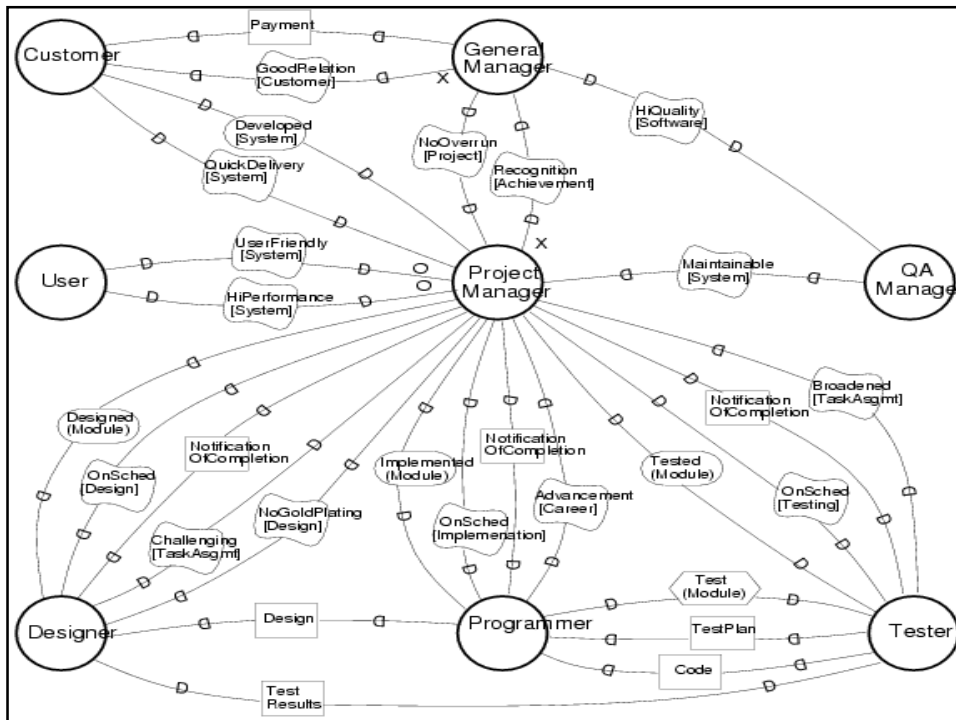 Payment
Customer
General
Manager
GoodRelation
[Customer]
X
HiQuality
[Software]
Developed
[System]
NoOverrun
[Project]
QuickDelivery
[System]
Recognition
[Achievement]
X
UserFriendly
[System]
User
Project
Manager
Maintainable
[System]
QA
Manage
HiPerformance
[System]
Broadened
[TaskAsgmt]
Designed
(Module)
Notification
OfCompletion
Notification
OfCompletion
Implemented
(Module)
Notification
OfCompletion
Tested
(Module)
OnSched
[Design]
OnSched
[Testing]
NoGoldPlating
[Design]
Advancement
[Career]
Challenging
[TaskAsgmt]
OnSched
[Implemenation]
Test
(Module)
Design
Designer
Programmer
TestPlan
Tester
Code
Test
Results